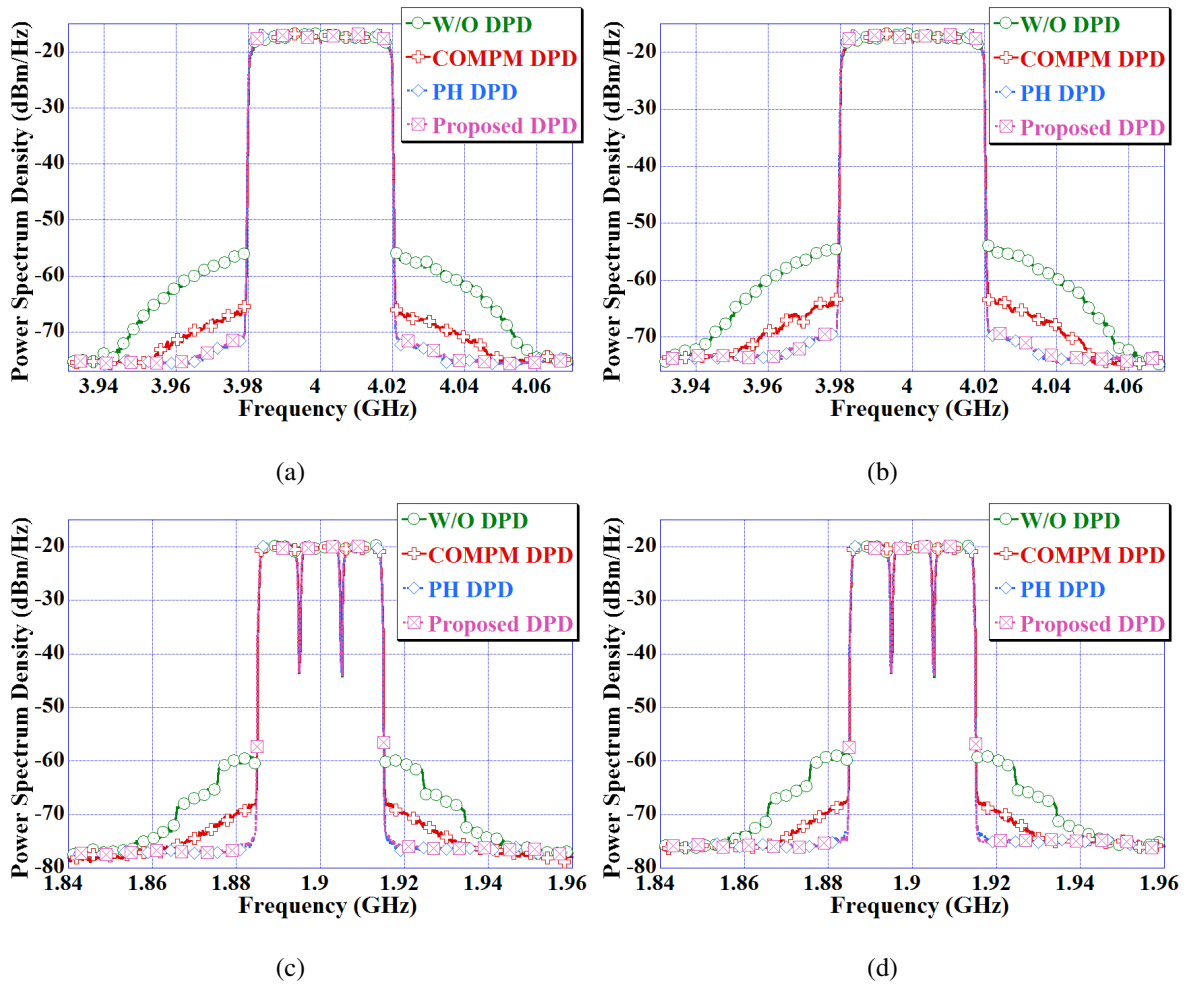 W/O DPD
COMPM DPD
PH DPD
Proposed DPD
Power Spectrum Density (dBm/Hz)
-20
-30
-40
-50
-60
-70
3.94 3.96 3.98 4 4.02 4.04 4.06
Frequency (GHz)
(a)
W/O DPD
COMPM DPD
PH DPD
Proposed DPD
Power Spectrum Density (dBm/Hz)
-20
-30
-40
-50
-60
-70
3.94 3.96 3.98 4 4.02 4.04 4.06
Frequency (GHz)
(b)
W/O DPD
COMPM DPD
PH DPD
Proposed DPD
Power Spectrum Density (dBm/Hz)
-20
-30
-40
-50
-60
-70
-80
1.84 1.86 1.88 1.9 1.92 1.94 1.96
Frequency (GHz)
(c)
W/O DPD
COMPM DPD
PH DPD
Proposed DPD
Power Spectrum Density (dBm/Hz)
-20
-30
-40
-50
-60
-70
-80
1.84 1.86 1.88 1.9 1.92 1.94 1.96
Frequency (GHz)
(d)